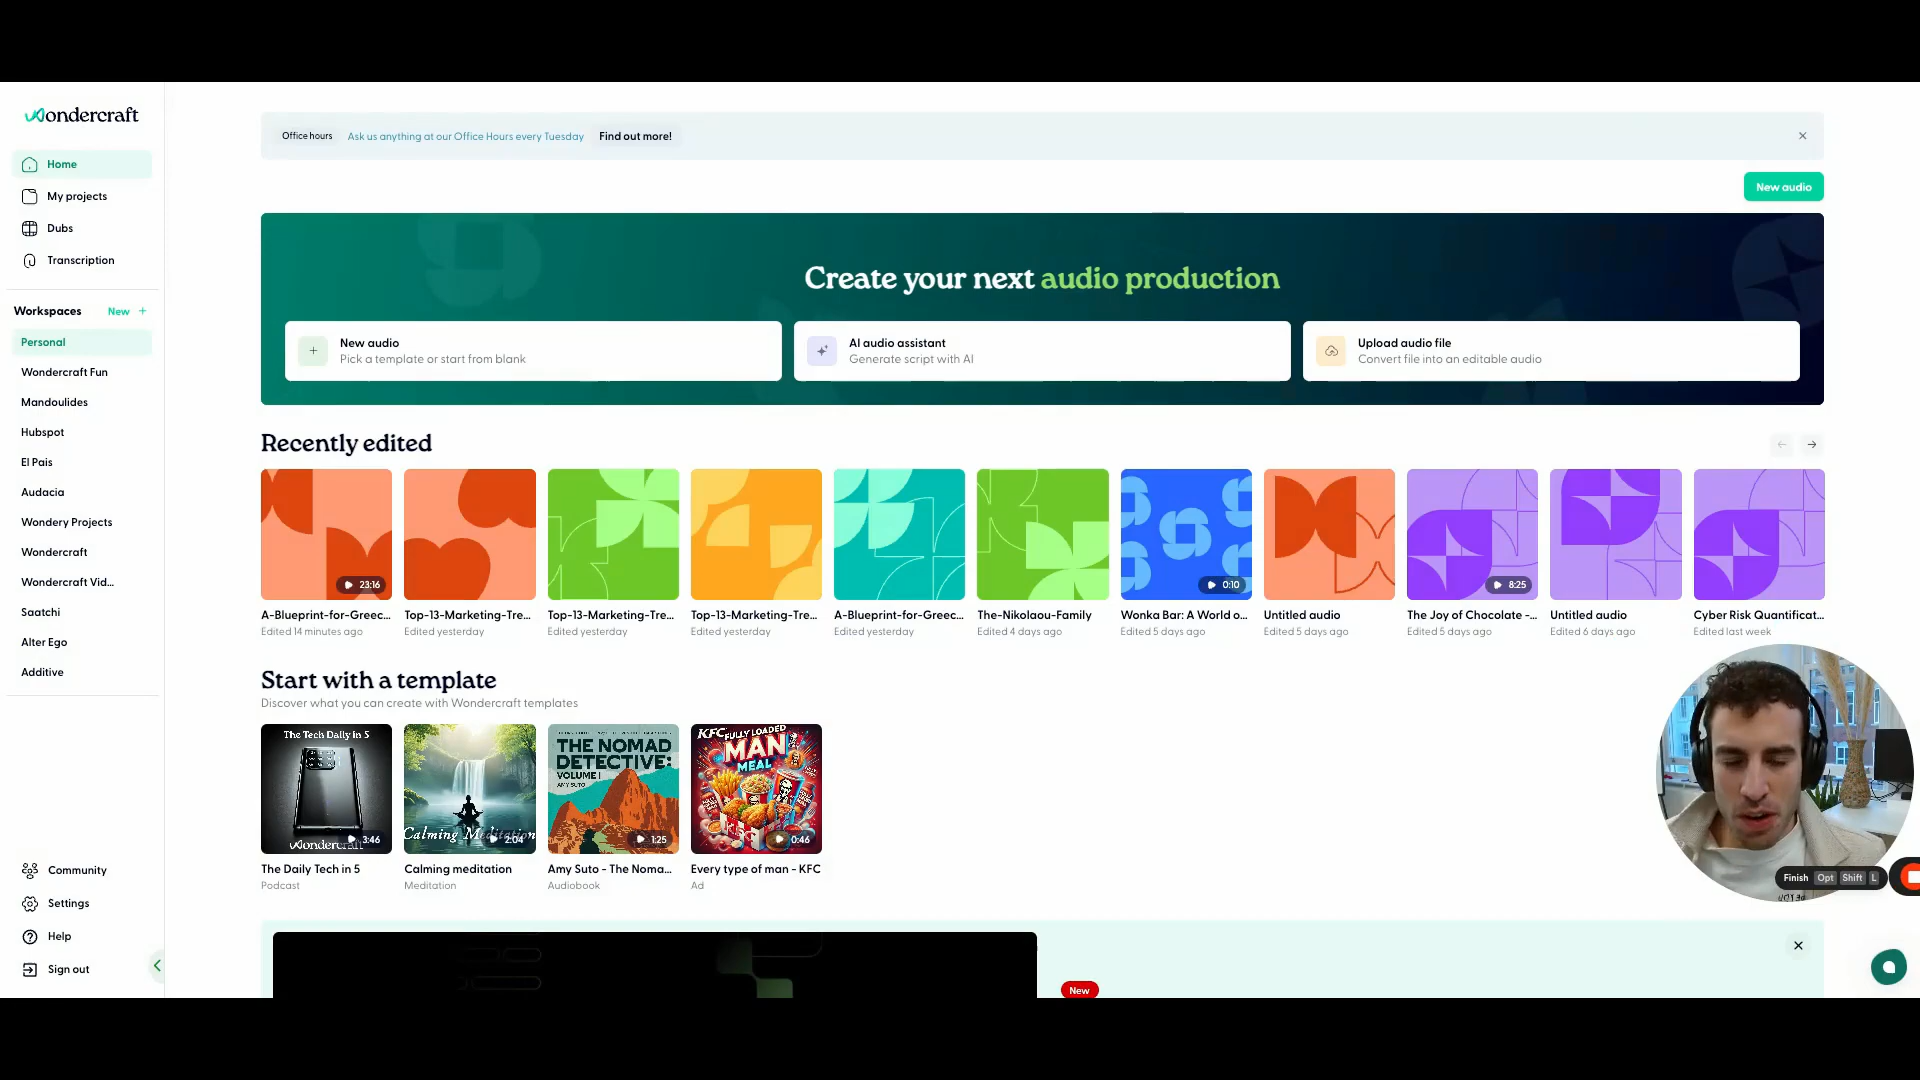 wondercraft
Home
My projects
Dubs
Transcription
Workspaces New +
Personal
Wondercraft Fun
Mandoulides
Hubspot
El Pais
Audacia
Wondery Projects
Wondercraft
Wondercraft Vid...
Saatchi
Alter Ego
Additive
Community
Settings
Help
Sign out
Office hours Ask us anything at our Office Hours every Tuesday Find out more!
New audio
Create your next audio production
New audio
Pick a template or start from blank
AI audio assistant
Generate script with AI
Upload audio file
Convert file into an editable audio
Recently edited
23:16
0:10
8:25
A-Blueprint-for-Greec...
Edited 14 minutes ago
Top-13-Marketing-Tre...
Edited yesterday
Top-13-Marketing-Tre...
Edited yesterday
Top-13-Marketing-Tre...
Edited yesterday
A-Blueprint-for-Greec...
Edited yesterday
The-Nikolaou-Family
Edited 4 days ago
Wonka Bar: A World o...
Edited 5 days ago
Untitled audio
Edited 5 days ago
The Joy of Chocolate -...
Edited 5 days ago
Untitled audio
Edited 6 days ago
Cyber Risk Quantificat...
Edited last week
Start with a template
Discover what you can create with Wondercraft templates
The Tech Daily in 5
3:46
wondercraft
The Daily Tech in 5
Podcast
Calming Meditation
2:04
Calming meditation
Meditation
THE NOMAD
DETECTIVE:
VOLUME I
AMY SUTO
1:25
Amy Suto - The Noma...
Audiobook
KFC FULLY LOADED
MAN
MEAL
0:46
Every type of man - KFC
Ad
Finish Opt Shift L
New